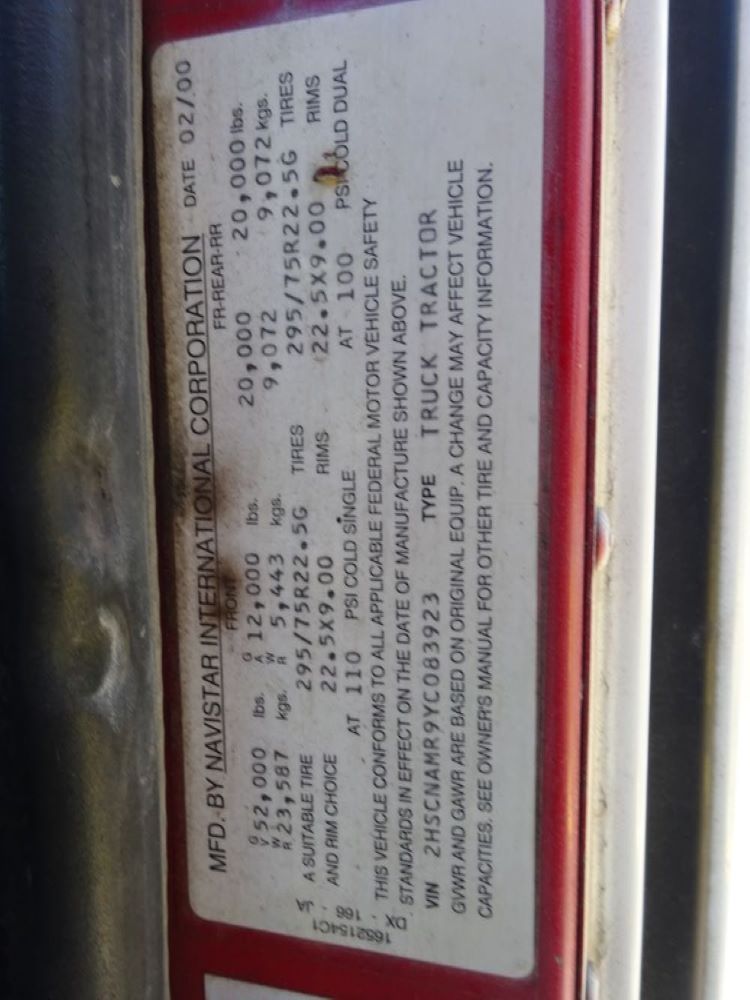 MFD. BY NAVISTAR INTERNATIONAL CORPORATION DATE 02/00
FRONT FR-REAR-RR
GVWR 52,000 lbs. GAWR 12,000 lbs. 20,000 20,000 lbs.
23,587 kgs. 5,443 kgs. 9,072 9,072 kgs.
A SUITABLE TIRE 295/75R22.5G TIRES 295/75R22.5G TIRES
AND RIM CHOICE 22.5X9.00 RIMS 22.5X9.00 RIMS
AT 110 PSI COLD SINGLE AT 100 PSI COLD DUAL
THIS VEHICLE CONFORMS TO ALL APPLICABLE FEDERAL MOTOR VEHICLE SAFETY
STANDARDS IN EFFECT ON THE DATE OF MANUFACTURE SHOWN ABOVE.
VIN 2HSCNAMR9YC083923 TYPE TRUCK TRACTOR
GVWR AND GAWR ARE BASED ON ORIGINAL EQUIP. A CHANGE MAY AFFECT VEHICLE
CAPACITIES. SEE OWNER'S MANUAL FOR OTHER TIRE AND CAPACITY INFORMATION.
1652154C1
DX